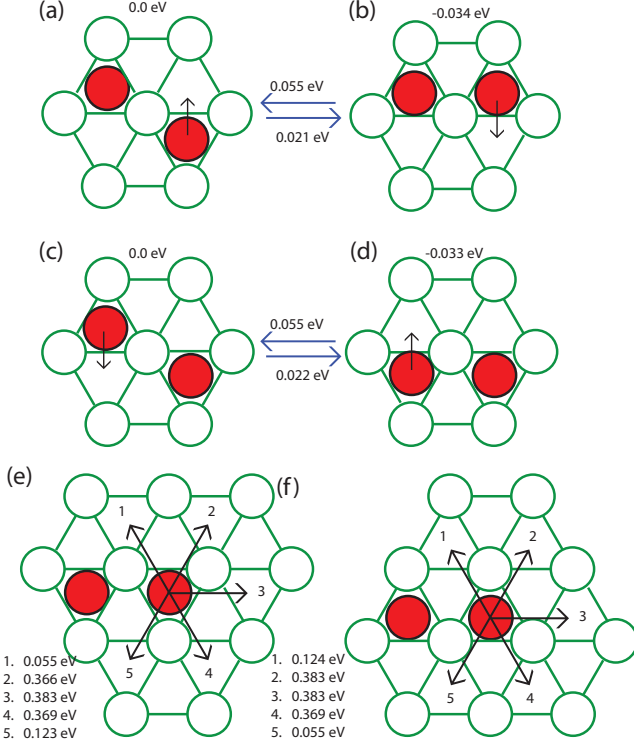 (a)
0.0 eV
(b)
-0.034 eV
0.055 eV
0.021 eV
(c)
0.0 eV
(d)
-0.033 eV
0.055 eV
0.022 eV
(e)
1
2
3
4
5
1. 0.055 eV
2. 0.366 eV
3. 0.383 eV
4. 0.369 eV
5. 0.123 eV
(f)
1
2
3
4
5
1. 0.124 eV
2. 0.383 eV
3. 0.383 eV
4. 0.369 eV
5. 0.055 eV